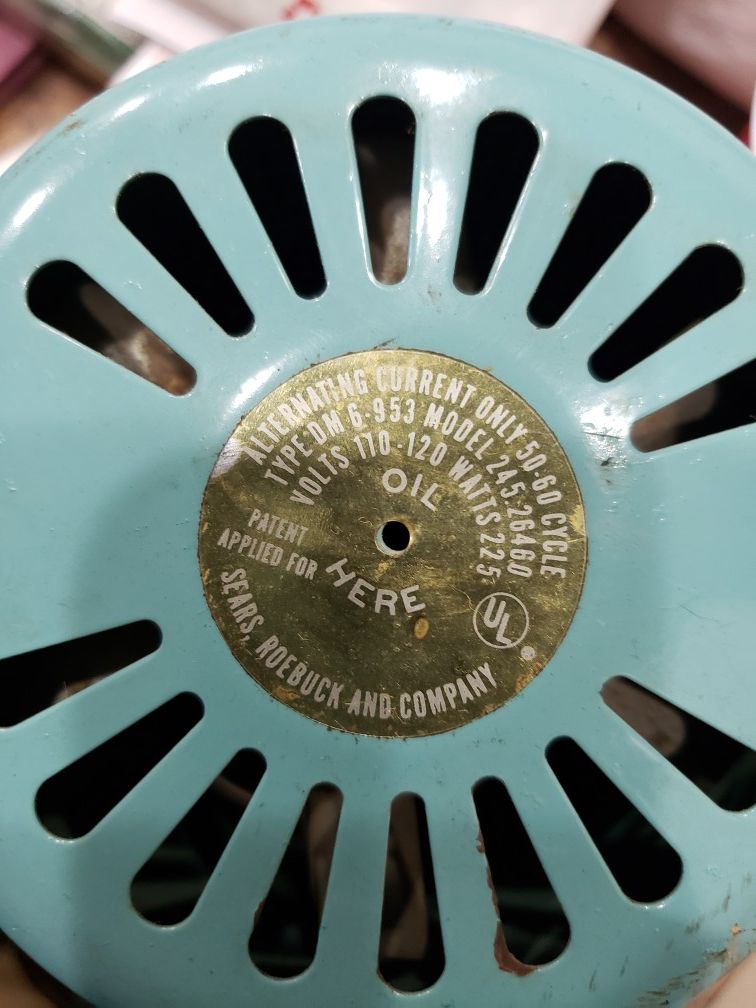 ALTERNATING CURRENT ONLY 50-60 CYCLE
TYPE DM 6.953 MODEL 245.26460
VOLTS 110-120 WATTS 225
OIL
HERE
PATENT
APPLIED FOR
UL
SEARS, ROEBUCK AND COMPANY